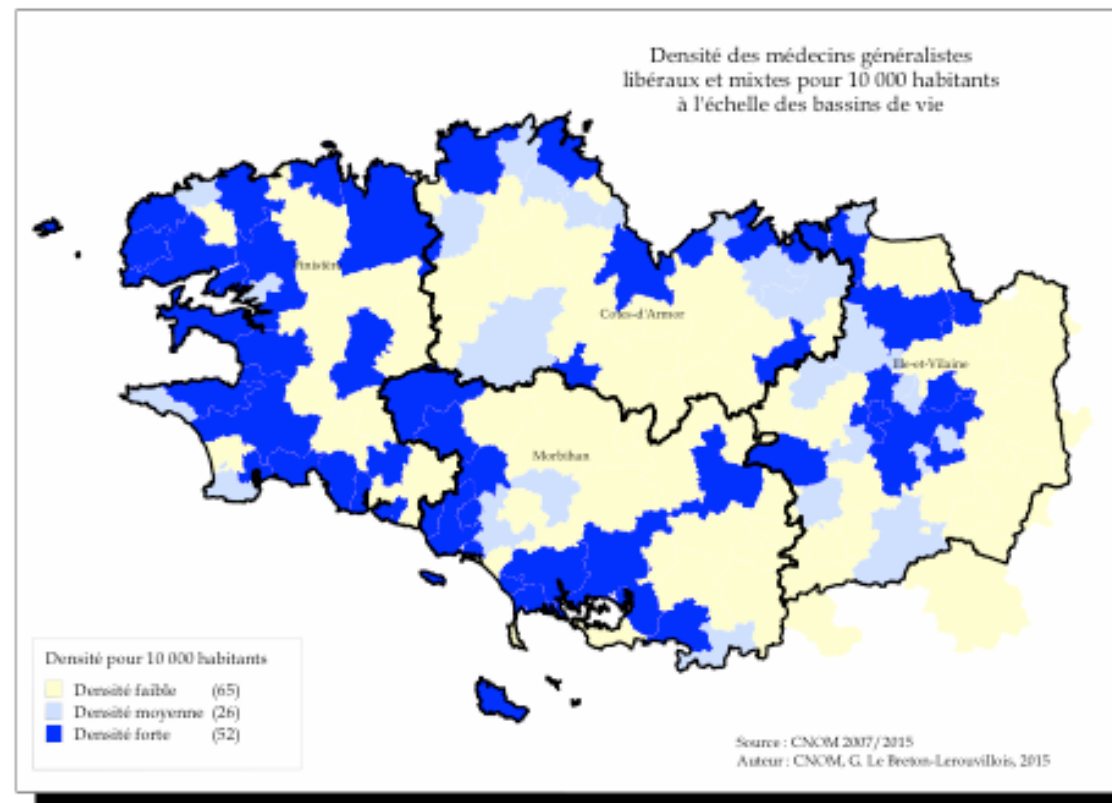 Densité des médecins généralistes
libéraux et mixtes pour 10 000 habitants
à l'échelle des bassins de vie
Finistère
Cotes-d'Armor
Ille-et-Vilaine
Morbihan
Densité pour 10 000 habitants
Densité faible (65)
Densité moyenne (26)
Densité forte (52)
Source : CNOM 2007/2015
Auteur : CNOM, G. Le Breton-Lerouvillois, 2015